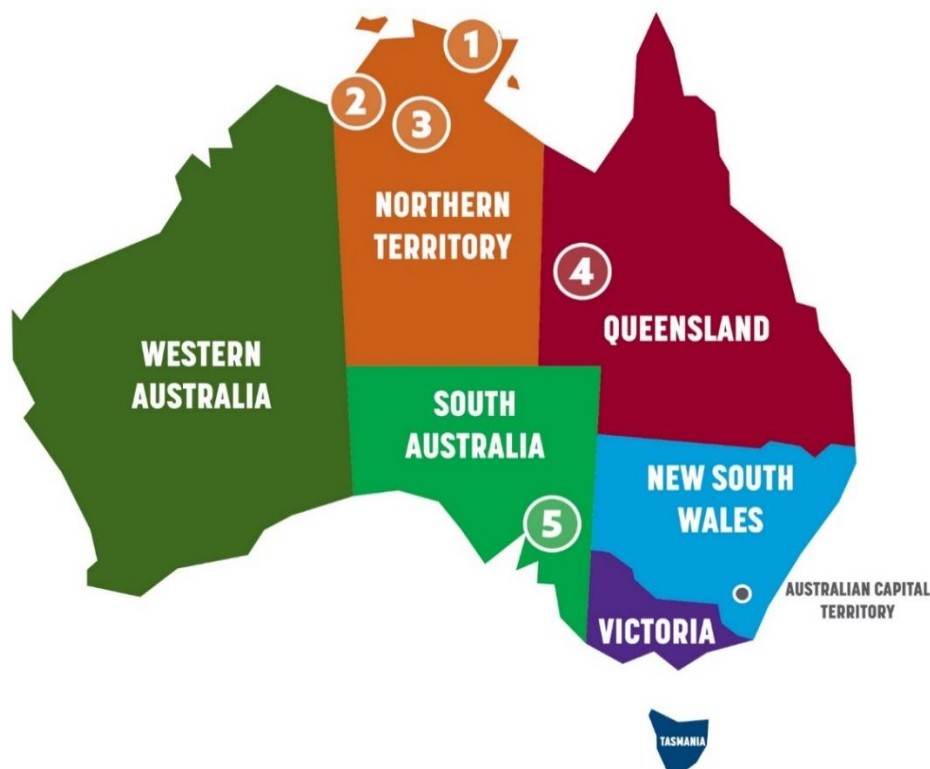 1
2
3
NORTHERN
TERRITORY
4
QUEENSLAND
WESTERN
AUSTRALIA
SOUTH
AUSTRALIA
NEW SOUTH
WALES
5
AUSTRALIAN CAPITAL
TERRITORY
VICTORIA
TASMANIA